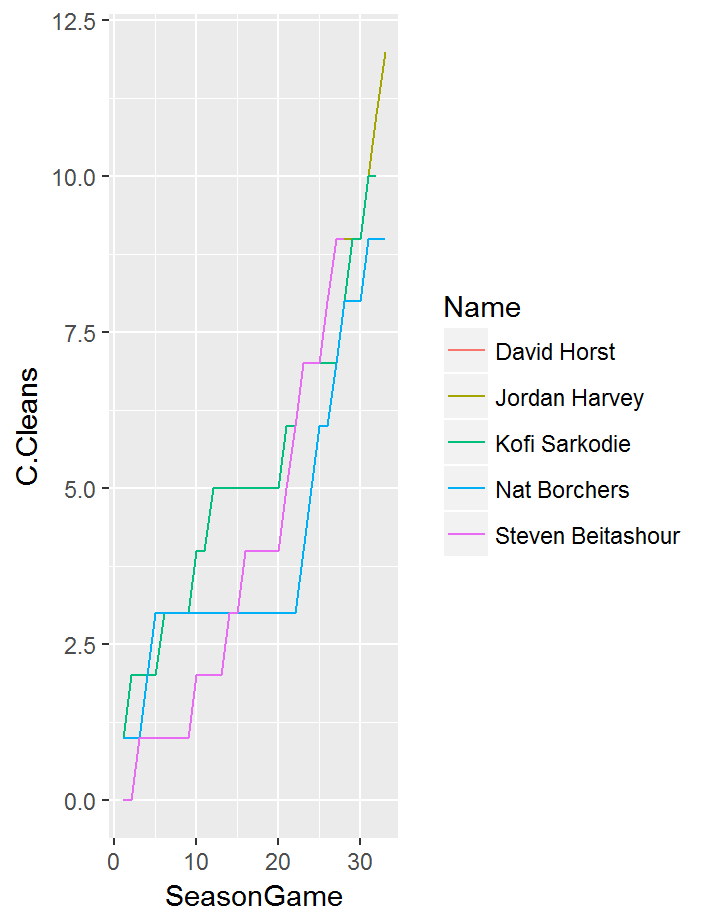 12.5
10.0
7.5
5.0
2.5
0.0
C.Cleans
0 10 20 30
SeasonGame
Name
David Horst
Jordan Harvey
Kofi Sarkodie
Nat Borchers
Steven Beitashour